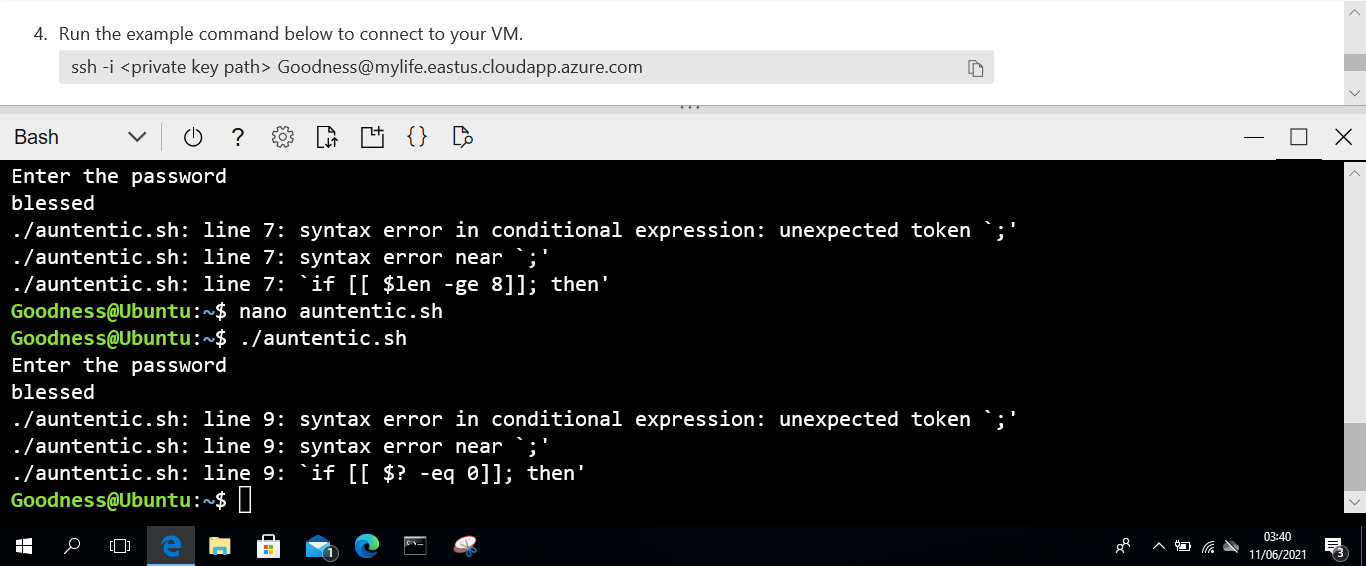 4. Run the example command below to connect to your VM.
ssh -i <private key path> Goodness@mylife.eastus.cloudapp.azure.com
Bash
Enter the password
blessed
./auntentic.sh: line 7: syntax error in conditional expression: unexpected token `;'
./auntentic.sh: line 7: syntax error near `;'
./auntentic.sh: line 7: `if [[ $len -ge 8]]; then'
Goodness@Ubuntu:~$ nano auntentic.sh
Goodness@Ubuntu:~$ ./auntentic.sh
Enter the password
blessed
./auntentic.sh: line 9: syntax error in conditional expression: unexpected token `;'
./auntentic.sh: line 9: syntax error near `;'
./auntentic.sh: line 9: `if [[ $? -eq 0]]; then'
Goodness@Ubuntu:~$
1
03:40
11/06/2021
3